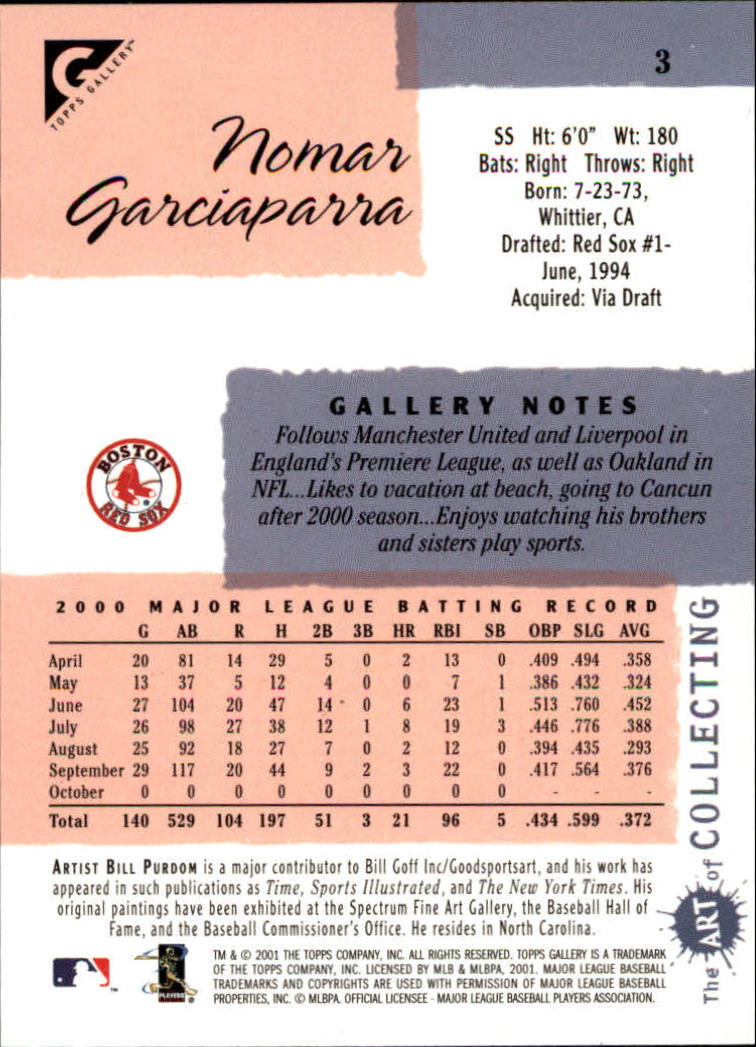 G
TOPPS GALLERY™
3
Nomar
Garciaparra
SS Ht: 6'0" Wt: 180
Bats: Right Throws: Right
Born: 7-23-73,
Whittier, CA
Drafted: Red Sox #1-
June, 1994
Acquired: Via Draft
BOSTON
RED SOX
®
GALLERY NOTES
Follows Manchester United and Liverpool in
England's Premiere League, as well as Oakland in
NFL...Likes to vacation at beach, going to Cancun
after 2000 season...Enjoys watching his brothers
and sisters play sports.
2000 MAJOR LEAGUE BATTING RECORD
G AB R H 2B 3B HR RBI SB OBP SLG AVG
April 20 81 14 29 5 0 2 13 0 .409 .494 .358
May 13 37 5 12 4 0 0 7 1 .386 .432 .324
June 27 104 20 47 14 0 6 23 1 .513 .760 .452
July 26 98 27 38 12 1 8 19 3 .446 .776 .388
August 25 92 18 27 7 0 2 12 0 .394 .435 .293
September 29 117 20 44 9 2 3 22 0 .417 .564 .376
October 0 0 0 0 0 0 0 0 0 - - -
Total 140 529 104 197 51 3 21 96 5 .434 .599 .372
The ART of COLLECTING
ARTIST BILL PURDOM is a major contributor to Bill Goff Inc/Goodsportsart, and his work has
appeared in such publications as Time, Sports Illustrated, and The New York Times. His
original paintings have been exhibited at the Spectrum Fine Art Gallery, the Baseball Hall of
Fame, and the Baseball Commissioner's Office. He resides in North Carolina.
™
PLAYERS
®
TM & © 2001 THE TOPPS COMPANY, INC. ALL RIGHTS RESERVED. TOPPS GALLERY IS A TRADEMARK
OF THE TOPPS COMPANY, INC. LICENSED BY MLB & MLBPA, 2001. MAJOR LEAGUE BASEBALL
TRADEMARKS AND COPYRIGHTS ARE USED WITH PERMISSION OF MAJOR LEAGUE BASEBALL
PROPERTIES, INC. © MLBPA. OFFICIAL LICENSEE - MAJOR LEAGUE BASEBALL PLAYERS ASSOCIATION.